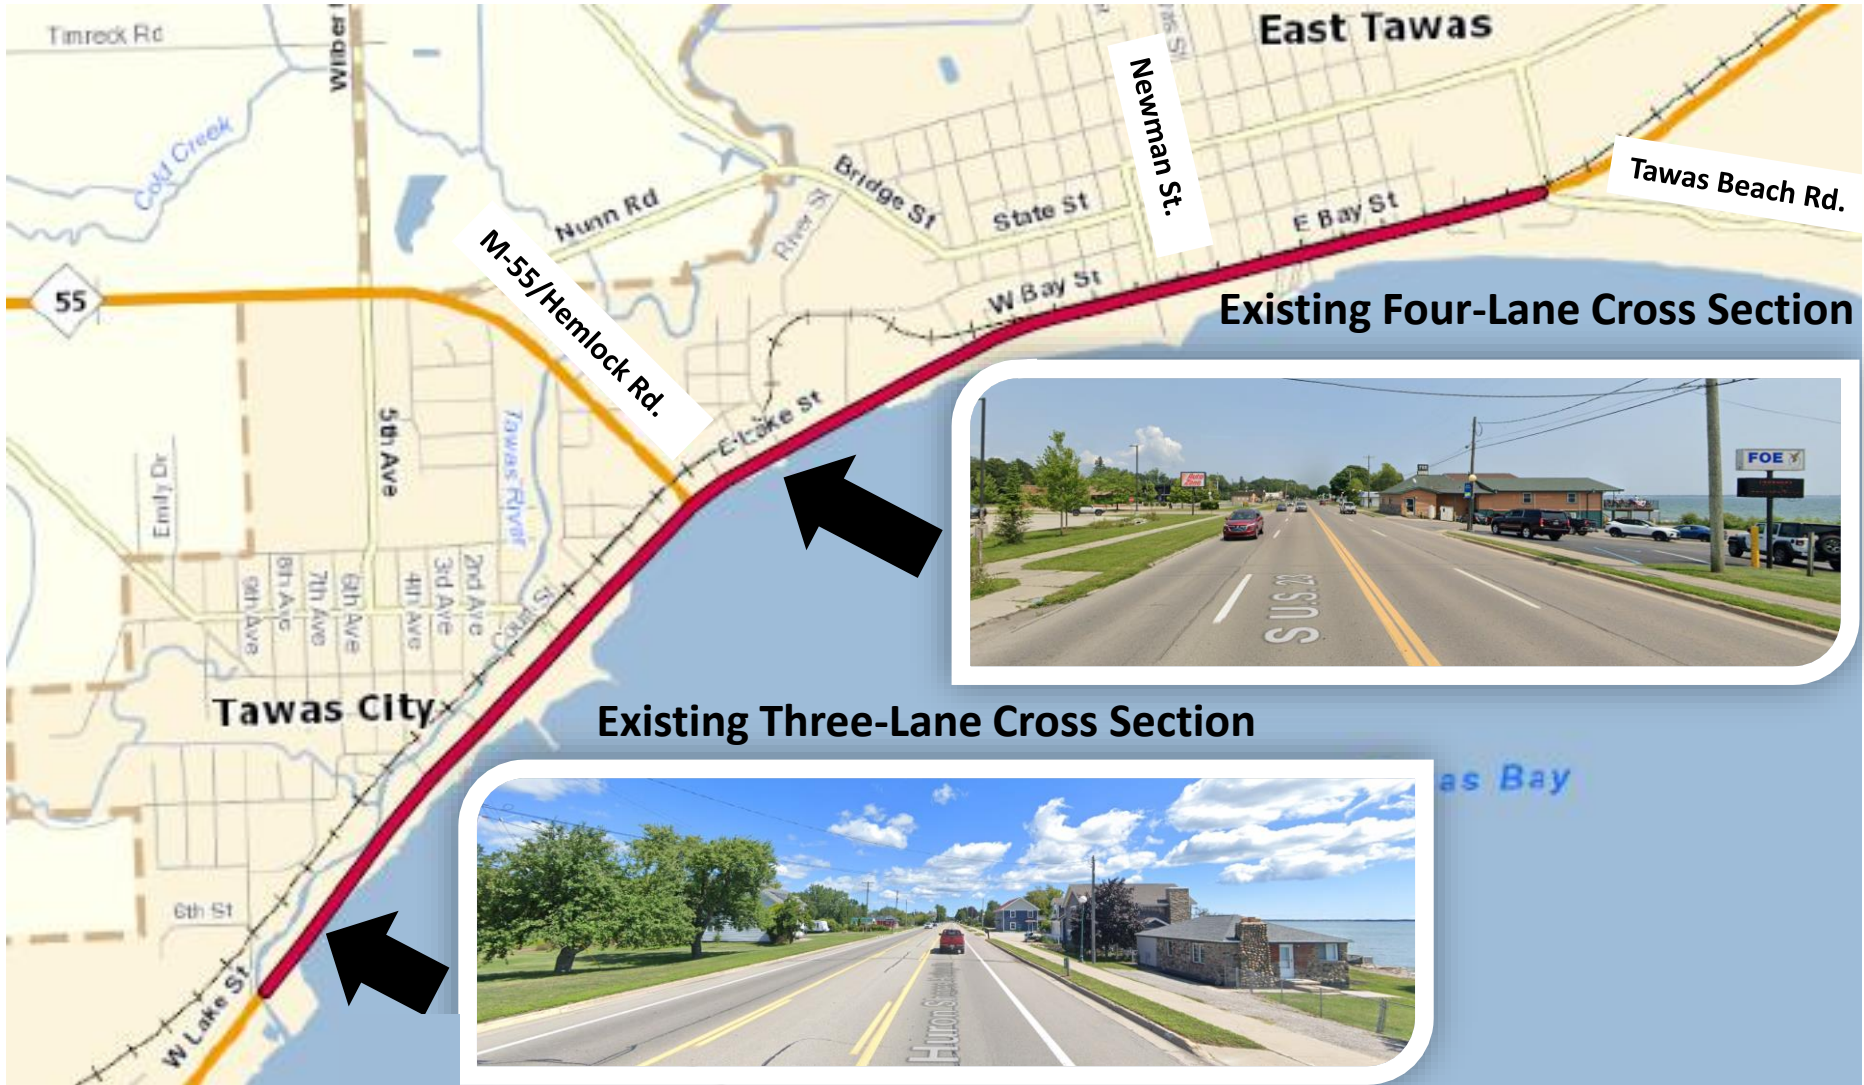 East Tawas
Timreck Rd
Wilber
Newman St.
Cold Creek
Tawas Beach Rd.
Bridge St
Nunn Rd
State St
E Bay St
River St
M-55/Hemlock Rd.
55
W Bay St
Existing Four-Lane Cross Section
E Lake St
5th Ave
Tawas River
Emily Dr
FOE
Auto
Zone
S U.S. 23
9th Ave
8th Ave
7th Ave
6th Ave
4th Ave
3rd Ave
2nd Ave
Tawas City
Existing Three-Lane Cross Section
as Bay
6th St
W Lake St
Huron